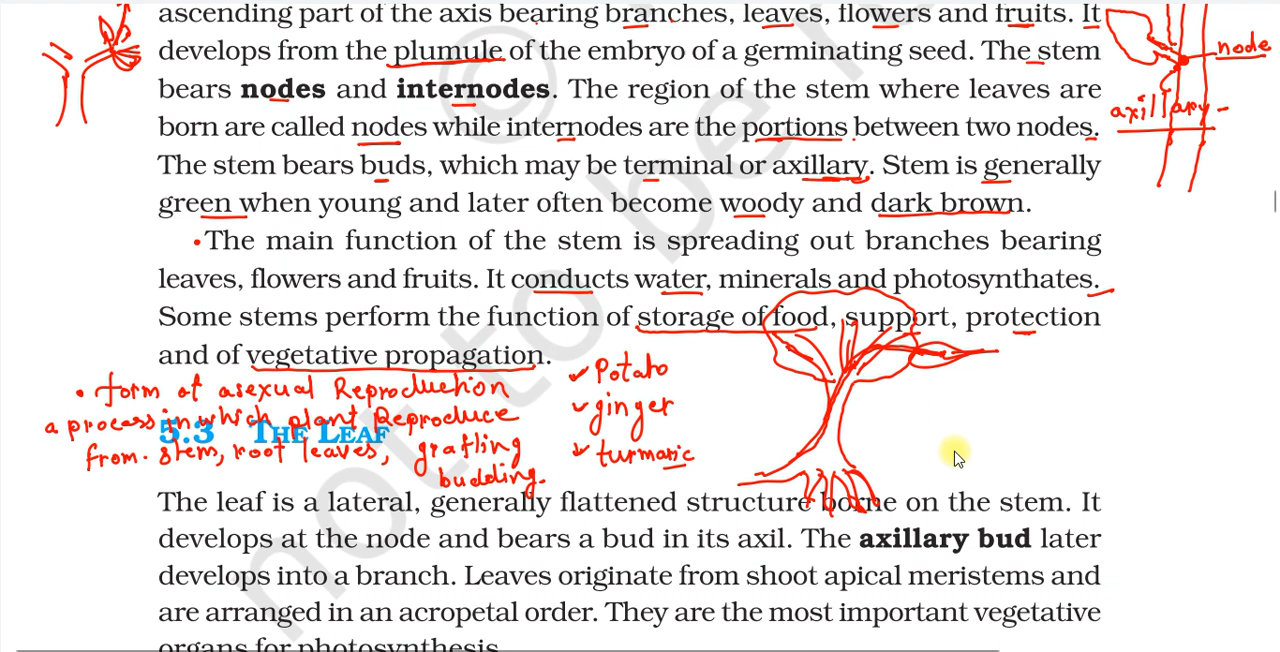 ascending part of the axis bearing branches, leaves, flowers and fruits. It
develops from the plumule of the embryo of a germinating seed. The stem
node
bears nodes and internodes. The region of the stem where leaves are
axillary
born are called nodes while internodes are the portions between two nodes.
The stem bears buds, which may be terminal or axillary. Stem is generally
green when young and later often become woody and dark brown.
The main function of the stem is spreading out branches bearing
leaves, flowers and fruits. It conducts water, minerals and photosynthates.
Some stems perform the function of storage of food, support, protection
and of vegetative propagation.
• form of asexual Reproduction
a process in which plant Reproduce
from. stem, root leaves, grafting
budding.
Potato
ginger
turmaric
5.3 THE LEAF
The leaf is a lateral, generally flattened structure borne on the stem. It
develops at the node and bears a bud in its axil. The axillary bud later
develops into a branch. Leaves originate from shoot apical meristems and
are arranged in an acropetal order. They are the most important vegetative
organs for photosynthesis.
©
not to be r